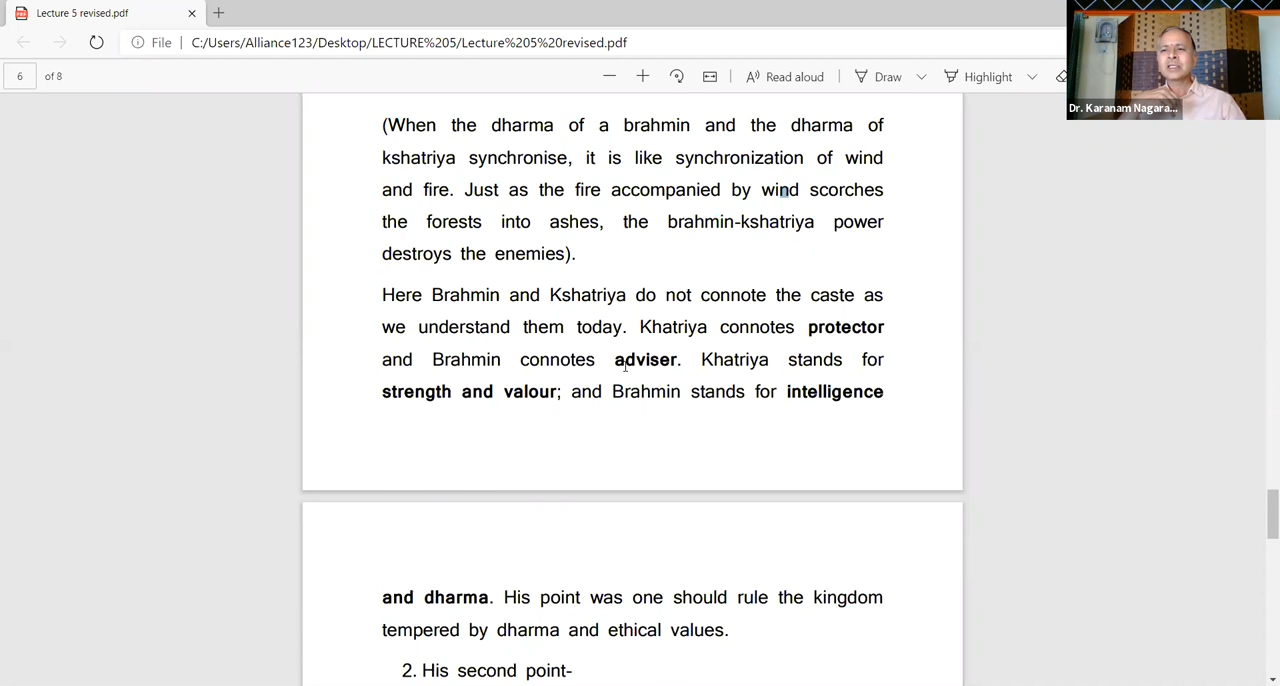 Lecture 5 revised.pdf
File | C:/Users/Alliance123/Desktop/LECTURE%205/Lecture%205%20revised.pdf
6 of 8
Read aloud
Draw
Highlight
Dr. Karanam Nagara...
(When the dharma of a brahmin and the dharma of
kshatriya synchronise, it is like synchronization of wind
and fire. Just as the fire accompanied by wind scorches
the forests into ashes, the brahmin-kshatriya power
destroys the enemies).
Here Brahmin and Kshatriya do not connote the caste as
we understand them today. Khatriya connotes protector
and Brahmin connotes adviser. Khatriya stands for
strength and valour; and Brahmin stands for intelligence
and dharma. His point was one should rule the kingdom
tempered by dharma and ethical values.
2. His second point-